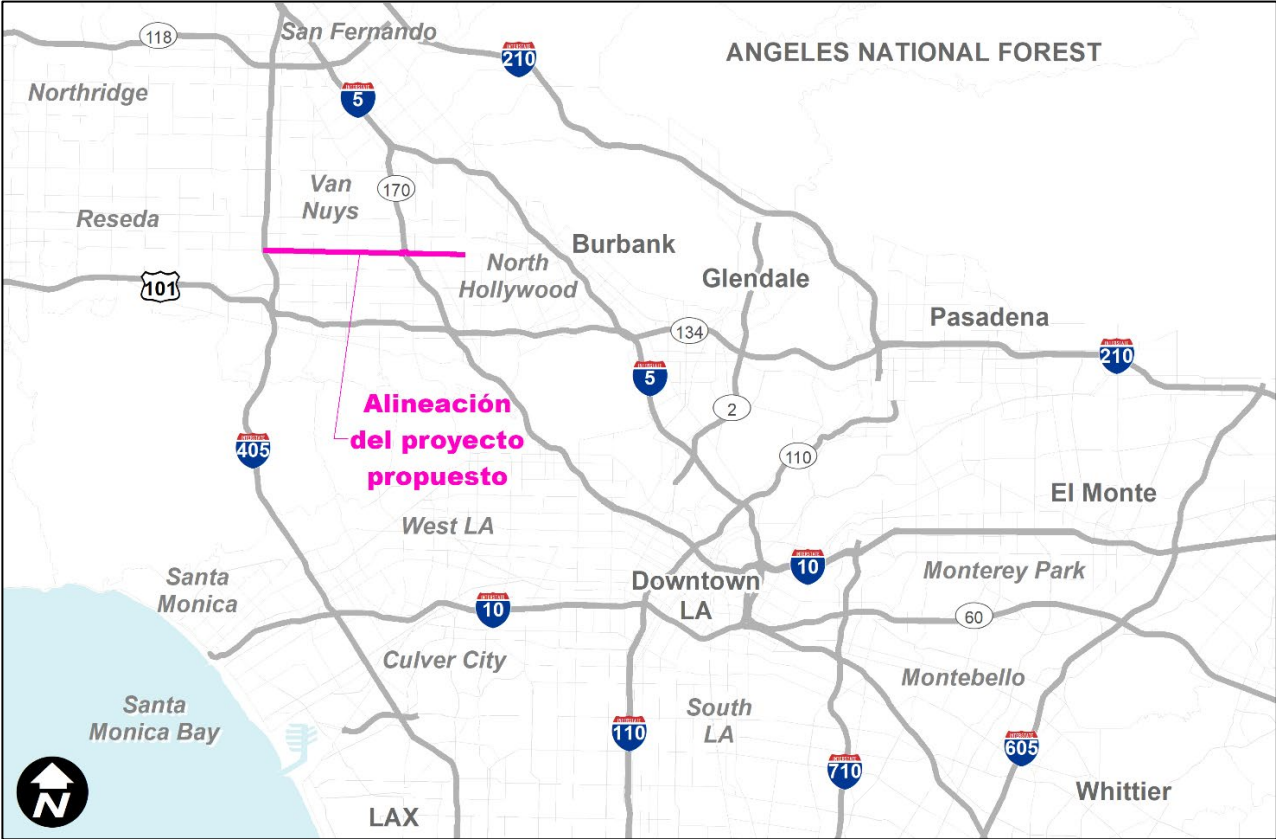 San Fernando
118
210
ANGELES NATIONAL FOREST
Northridge
5
Van
Nuys
170
Reseda
Burbank
North
Hollywood
Glendale
101
134
Pasadena
210
5
Alineación
del proyecto
propuesto
2
405
110
El Monte
West LA
10
Santa
Monica
Downtown
LA
Monterey Park
10
60
Culver City
Montebello
Santa
Monica Bay
South
LA
110
605
710
Whittier
N
LAX